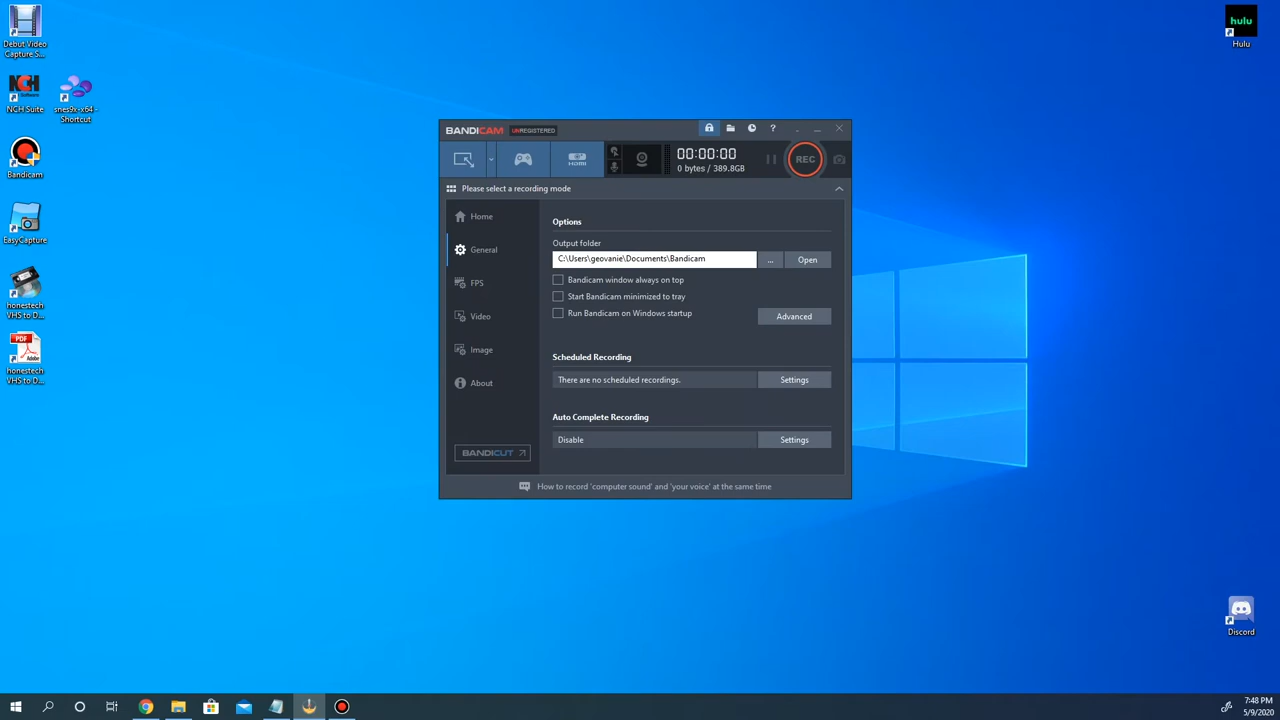 Debut Video
Capture S...
NCH Suite
snes9x-x64 -
Shortcut
Bandicam
EasyCapture
honestech
VHS to D...
PDF
Adobe
honestech
VHS to D...
hulu
Hulu
Discord
BANDICAM UNREGISTERED
HDMI
00:00:00
0 bytes / 389.8GB
REC
Please select a recording mode
Home
General
FPS
Video
Image
About
BANDICUT
Options
Output folder
C:\Users\geovanie\Documents\Bandicam
... Open
Bandicam window always on top
Start Bandicam minimized to tray
Run Bandicam on Windows startup
Advanced
Scheduled Recording
There are no scheduled recordings. Settings
Auto Complete Recording
Disable Settings
How to record 'computer sound' and 'your voice' at the same time
7:48 PM
5/9/2020